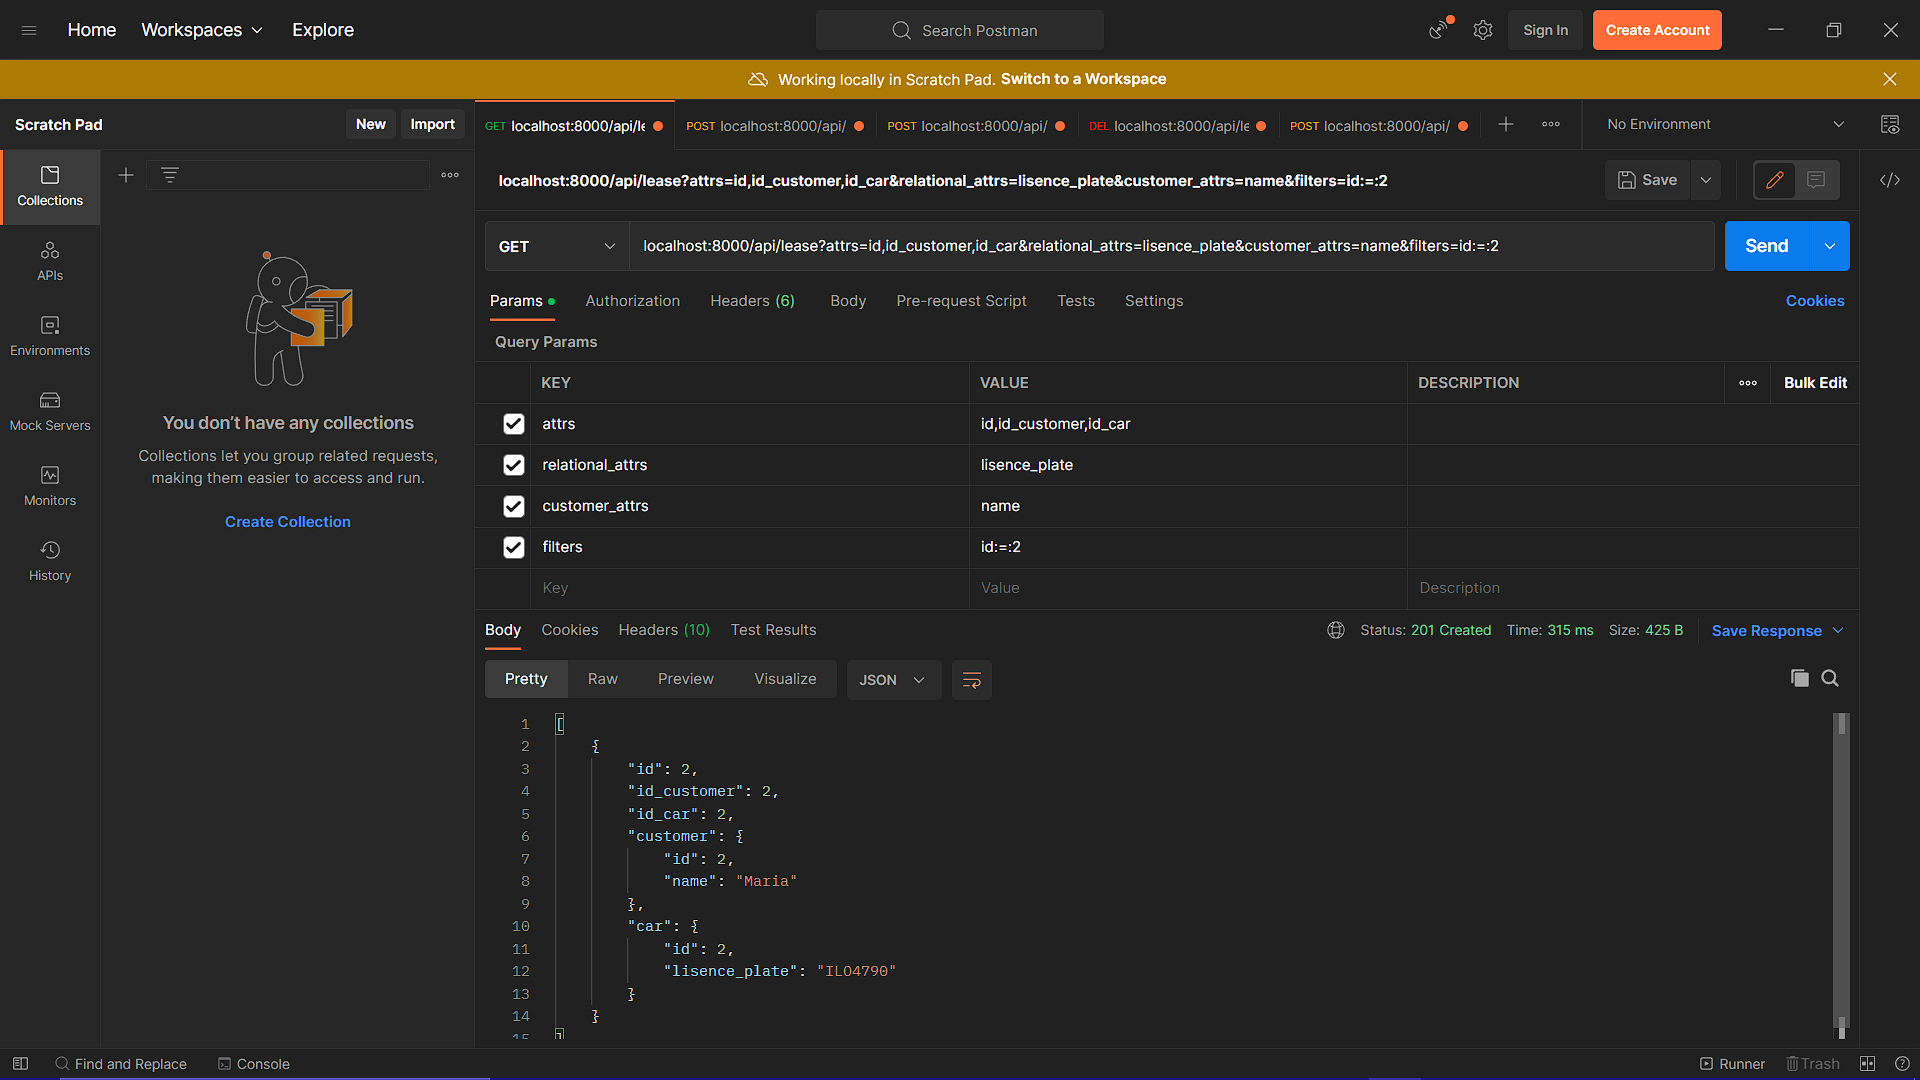 Home Workspaces Explore Search Postman Sign In Create Account
Working locally in Scratch Pad. Switch to a Workspace
Scratch Pad New Import
GET localhost:8000/api/le POST localhost:8000/api/ POST localhost:8000/api/ DEL localhost:8000/api/le POST localhost:8000/api/ No Environment
Collections
APIs
Environments
Mock Servers
Monitors
History
You don't have any collections
Collections let you group related requests,
making them easier to access and run.
Create Collection
localhost:8000/api/lease?attrs=id,id_customer,id_car&relational_attrs=lisence_plate&customer_attrs=name&filters=id:=:2 Save
GET localhost:8000/api/lease?attrs=id,id_customer,id_car&relational_attrs=lisence_plate&customer_attrs=name&filters=id:=:2 Send
Params Authorization Headers (6) Body Pre-request Script Tests Settings Cookies
Query Params
KEY VALUE DESCRIPTION Bulk Edit
attrs id,id_customer,id_car
relational_attrs lisence_plate
customer_attrs name
filters id:=:2
Key Value Description
Body Cookies Headers (10) Test Results Status: 201 Created Time: 315 ms Size: 425 B Save Response
Pretty Raw Preview Visualize JSON
1 [
2 {
3 "id": 2,
4 "id_customer": 2,
5 "id_car": 2,
6 "customer": {
7 "id": 2,
8 "name": "Maria"
9 },
10 "car": {
11 "id": 2,
12 "lisence_plate": "ILO4790"
13 }
14 }
15 ]
Find and Replace Console Runner Trash